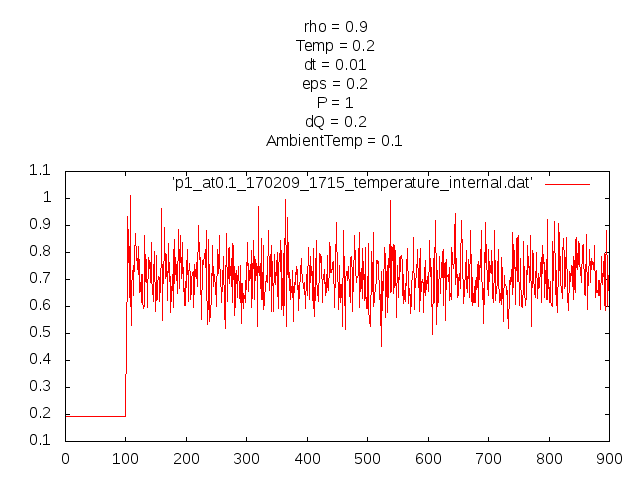 rho = 0.9
Temp = 0.2
dt = 0.01
eps = 0.2
P = 1
dQ = 0.2
AmbientTemp = 0.1
'p1_at0.1_170209_1715_temperature_internal.dat'
1.1
1
0.9
0.8
0.7
0.6
0.5
0.4
0.3
0.2
0.1
0 100 200 300 400 500 600 700 800 900